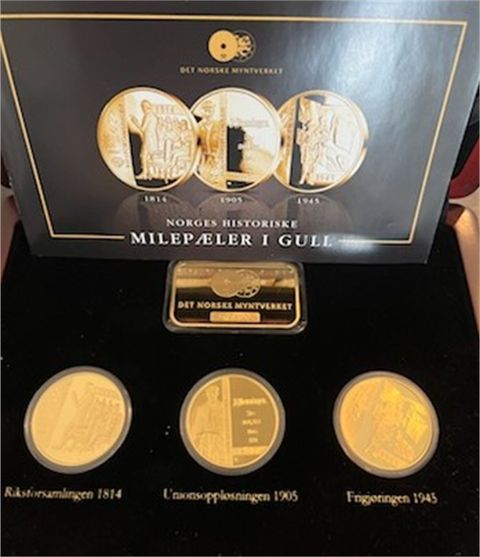 DET NORSKE MYNTVERKET
1814 1905 1945
NORGES HISTORISKE
MILEPÆLER I GULL
DET NORSKE MYNTVERKET
Riksforsamlingen 1814 Unionsoppløsningen 1905 Frigjøringen 1945